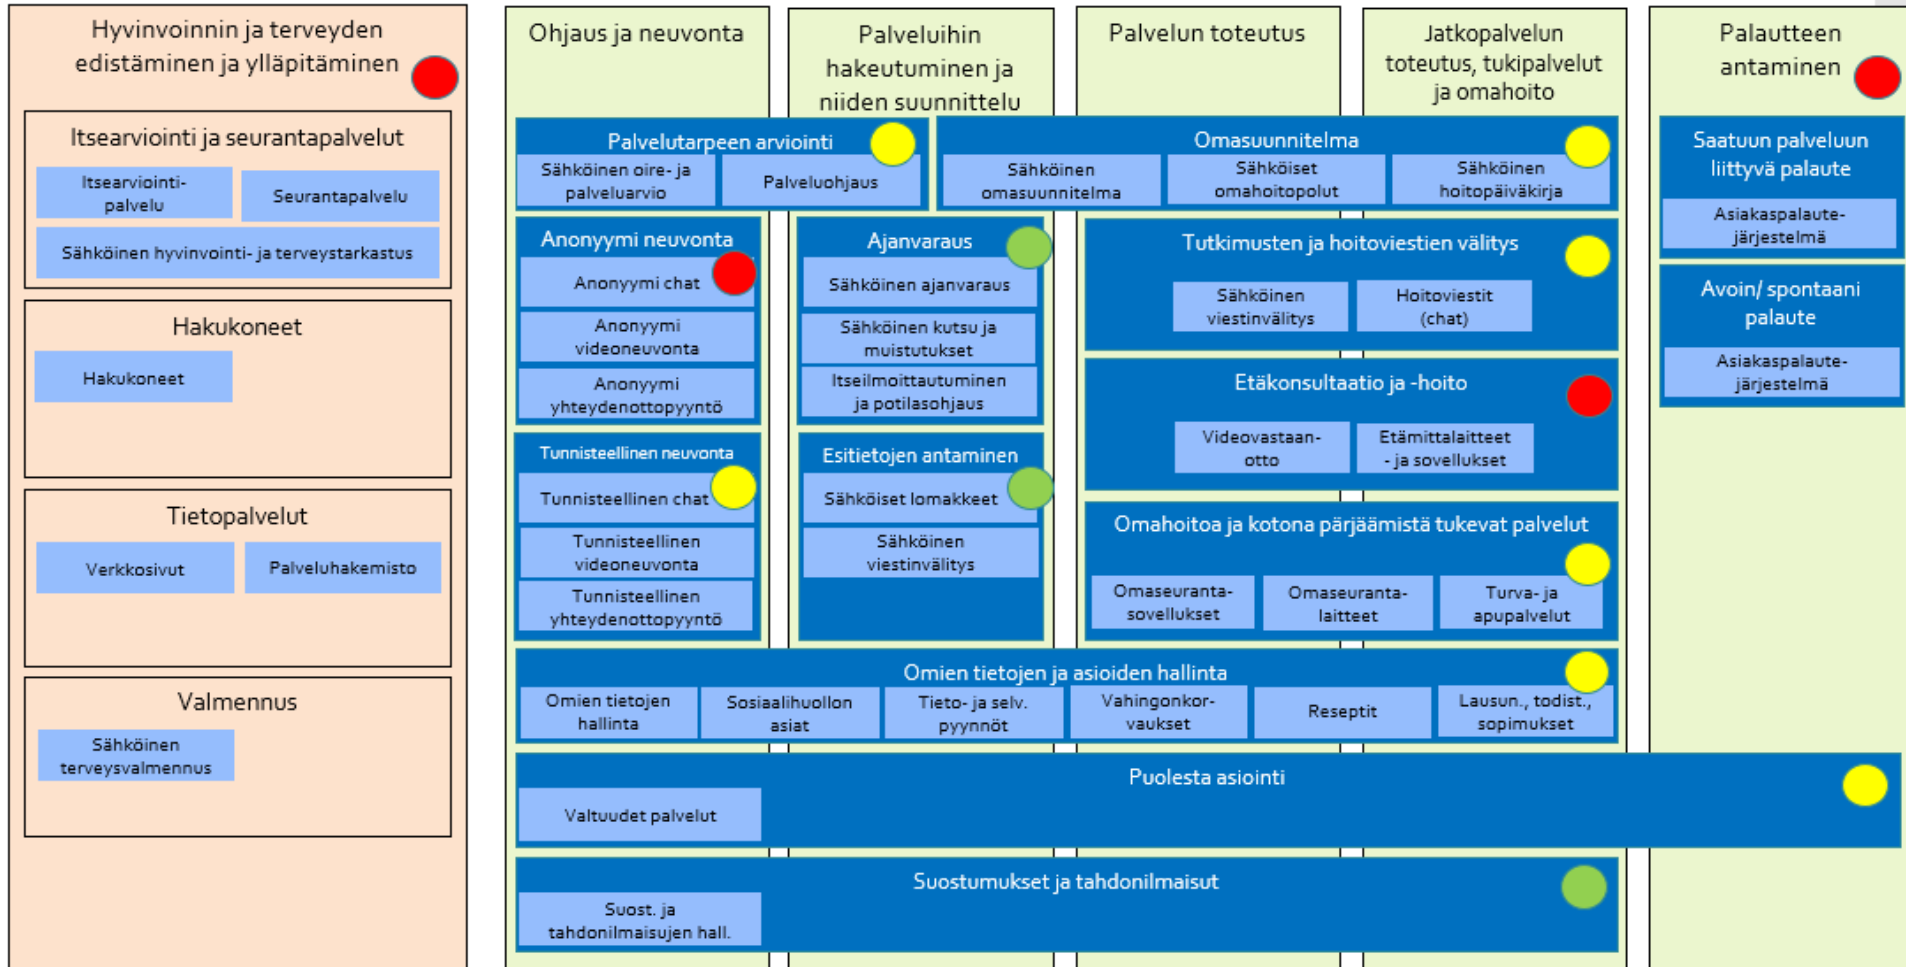 Hyvinvoinnin ja terveyden
edistäminen ja ylläpitäminen
Itsearviointi ja seurantapalvelut
Itsearviointi-
palvelu
Seurantapalvelu
Sähköinen hyvinvointi- ja terveystarkastus
Hakukoneet
Hakukoneet
Tietopalvelut
Verkkosivut
Palveluhakemisto
Valmennus
Sähköinen
terveysvalmennus
Ohjaus ja neuvonta
Palveluihin
hakeutuminen ja
niiden suunnittelu
Palvelun toteutus
Jatkopalvelun
toteutus, tukipalvelut
ja omahoito
Palautteen
antaminen
Palvelutarpeen arviointi
Sähköinen oire- ja
palveluarvio
Palveluohjaus
Omasuunnitelma
Sähköinen
omasuunnitelma
Sähköiset
omahoitopolut
Sähköinen
hoitopäiväkirja
Saatuun palveluun
liittyvä palaute
Asiakaspalaute-
järjestelmä
Avoin/ spontaani
palaute
Asiakaspalaute-
järjestelmä
Anonyymi neuvonta
Anonyymi chat
Anonyymi
videoneuvonta
Anonyymi
yhteydenottopyyntö
Ajanvaraus
Sähköinen ajanvaraus
Sähköinen kutsu ja
muistutukset
Itseilmoittautuminen
ja potilasohjaus
Tutkimusten ja hoitoviestien välitys
Sähköinen
viestinvälitys
Hoitoviestit
(chat)
Etäkonsultaatio ja -hoito
Videovastaan-
otto
Etämittalaitteet
- ja sovellukset
Tunnisteellinen neuvonta
Tunnisteellinen chat
Tunnisteellinen
videoneuvonta
Tunnisteellinen
yhteydenottopyyntö
Esitietojen antaminen
Sähköiset lomakkeet
Sähköinen
viestinvälitys
Omahoitoa ja kotona pärjäämistä tukevat palvelut
Omaseuranta-
sovellukset
Omaseuranta-
laitteet
Turva- ja
apupalvelut
Omien tietojen ja asioiden hallinta
Omien tietojen
hallinta
Sosiaalihuollon
asiat
Tieto- ja selv.
pyynnöt
Vahingonkor-
vaukset
Reseptit
Lausun., todist.,
sopimukset
Puolesta asiointi
Valtuudet palvelut
Suostumukset ja tahdonilmaisut
Suost. ja
tahdonilmaisujen hall.